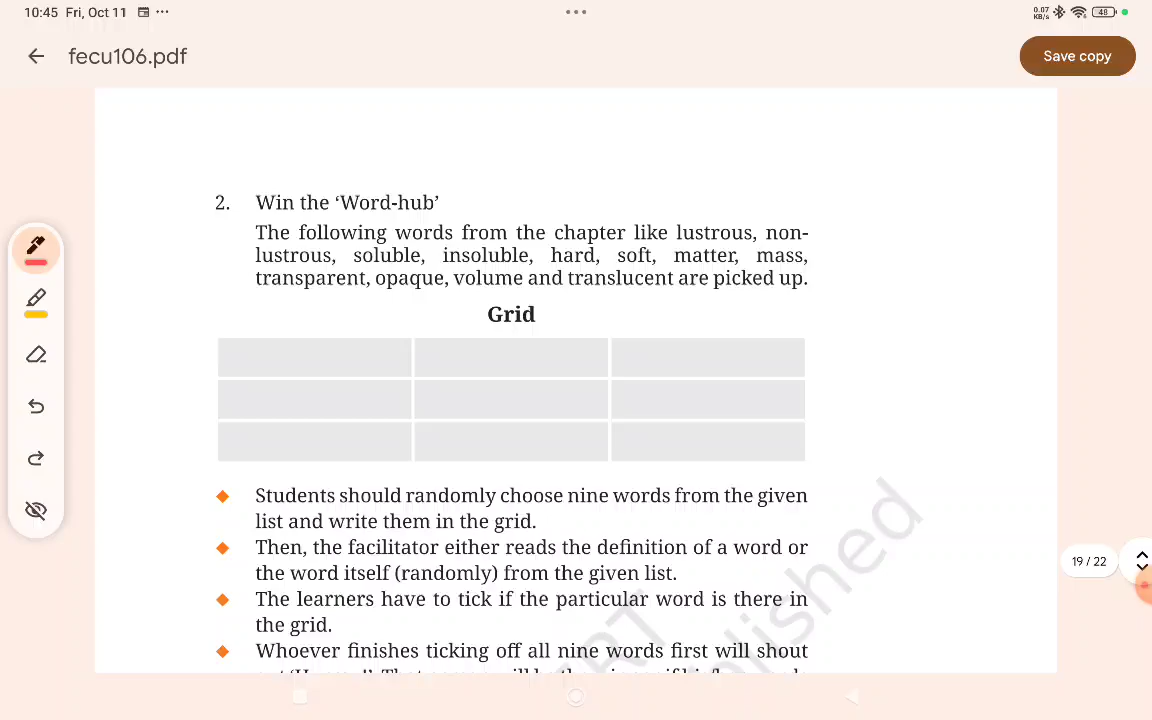 10:45 Fri, Oct 11
0.07 KB/s
48
fecu106.pdf
Save copy
2. Win the ‘Word-hub’
The following words from the chapter like lustrous, non-
lustrous, soluble, insoluble, hard, soft, matter, mass,
transparent, opaque, volume and translucent are picked up.
Grid
Students should randomly choose nine words from the given
list and write them in the grid.
Then, the facilitator either reads the definition of a word or
the word itself (randomly) from the given list.
19 / 22
The learners have to tick if the particular word is there in
the grid.
Whoever finishes ticking off all nine words first will shout